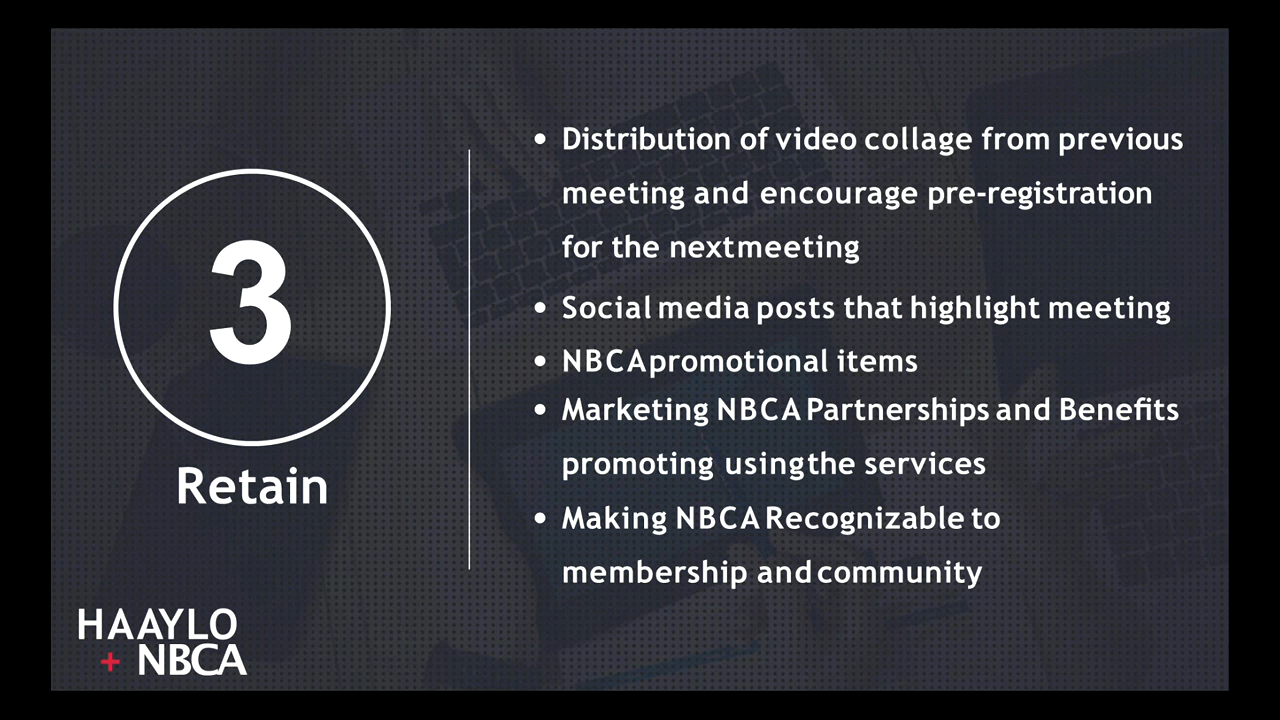 3
Retain
• Distribution of video collage from previous
meeting and encourage pre-registration
for the nextmeeting
• Social media posts that highlight meeting
• NBCApromotional items
• Marketing NBCA Partnerships and Benefits
promoting usingthe services
• Making NBCA Recognizable to
membership and community
HAAYLO
+ NBCA